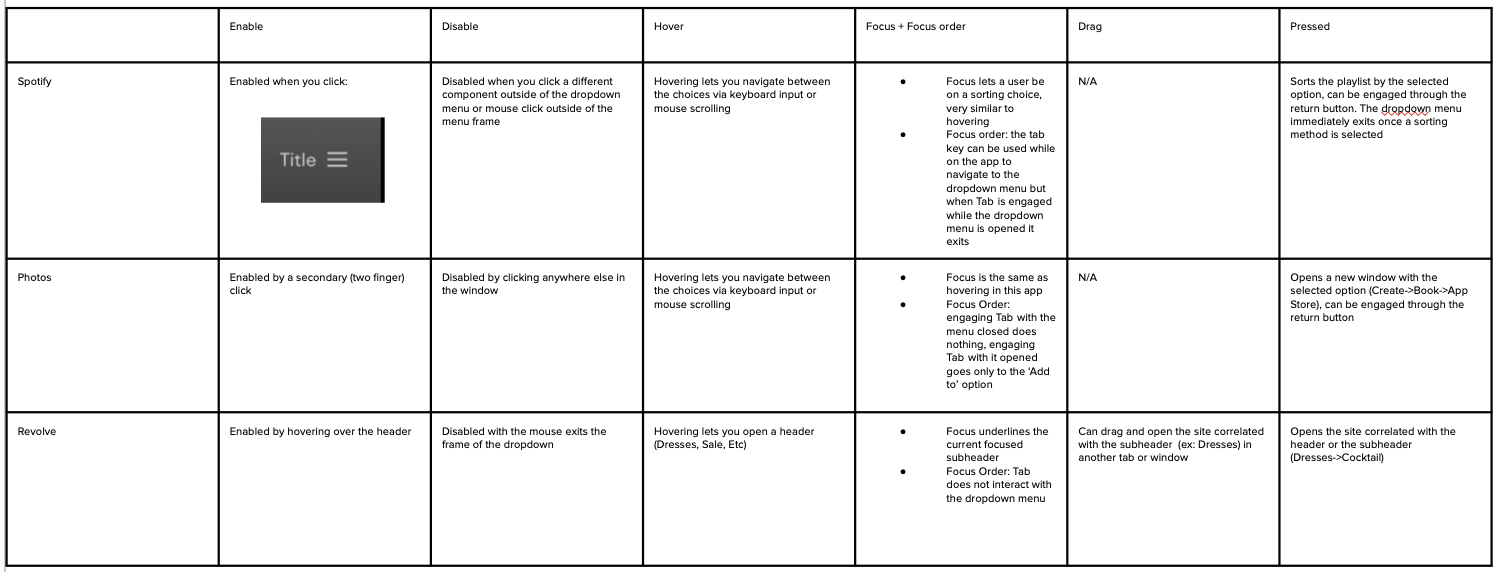 Enable
Disable
Hover
Focus + Focus order
Drag
Pressed
Spotify
Enabled when you click:
Title
Disabled when you click a different
component outside of the dropdown
menu or mouse click outside of the
menu frame
Hovering lets you navigate between
the choices via keyboard input or
mouse scrolling
● Focus lets a user be
on a sorting choice,
very similar to
hovering
● Focus order: the tab
key can be used while
on the app to
navigate to the
dropdown menu but
when Tab is engaged
while the dropdown
menu is opened it
exits
N/A
Sorts the playlist by the selected
option, can be engaged through the
return button. The dropdown menu
immediately exits once a sorting
method is selected
Photos
Enabled by a secondary (two finger)
click
Disabled by clicking anywhere else in
the window
Hovering lets you navigate between
the choices via keyboard input or
mouse scrolling
● Focus is the same as
hovering in this app
● Focus Order:
engaging Tab with the
menu closed does
nothing, engaging
Tab with it opened
goes only to the ‘Add
to’ option
N/A
Opens a new window with the
selected option (Create->Book->App
Store), can be engaged through the
return button
Revolve
Enabled by hovering over the header
Disabled with the mouse exits the
frame of the dropdown
Hovering lets you open a header
(Dresses, Sale, Etc)
● Focus underlines the
current focused
subheader
● Focus Order: Tab
does not interact with
the dropdown menu
Can drag and open the site correlated
with the subheader (ex: Dresses) in
another tab or window
Opens the site correlated with the
header or the subheader
(Dresses->Cocktail)